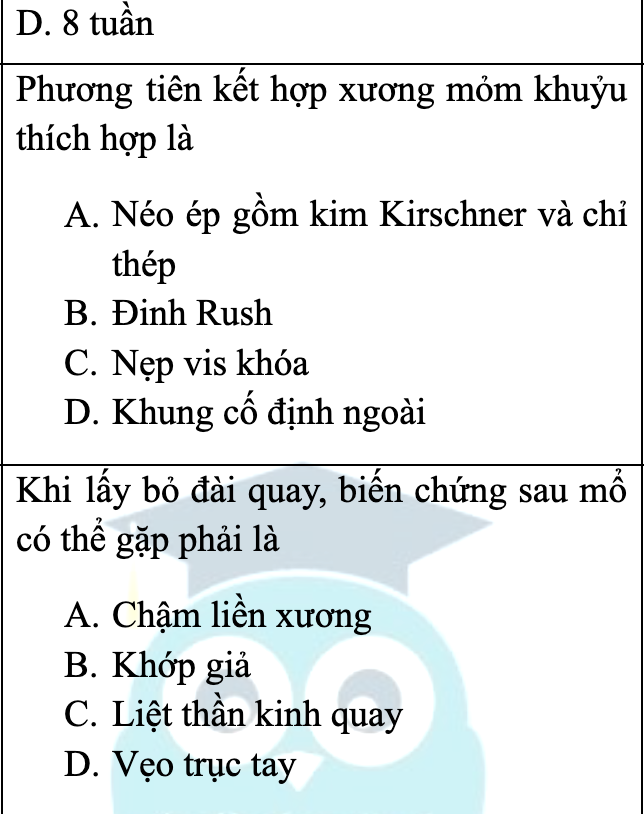 D. 8 tuần
Phương tiên kết hợp xương mỏm khuỷu
thích hợp là
A. Néo ép gồm kim Kirschner và chỉ
thép
B. Đinh Rush
C. Nẹp vis khóa
D. Khung cố định ngoài
Khi lấy bỏ đài quay, biến chứng sau mổ
có thể gặp phải là
A. Chậm liền xương
B. Khớp giả
C. Liệt thần kinh quay
D. Vẹo trục tay